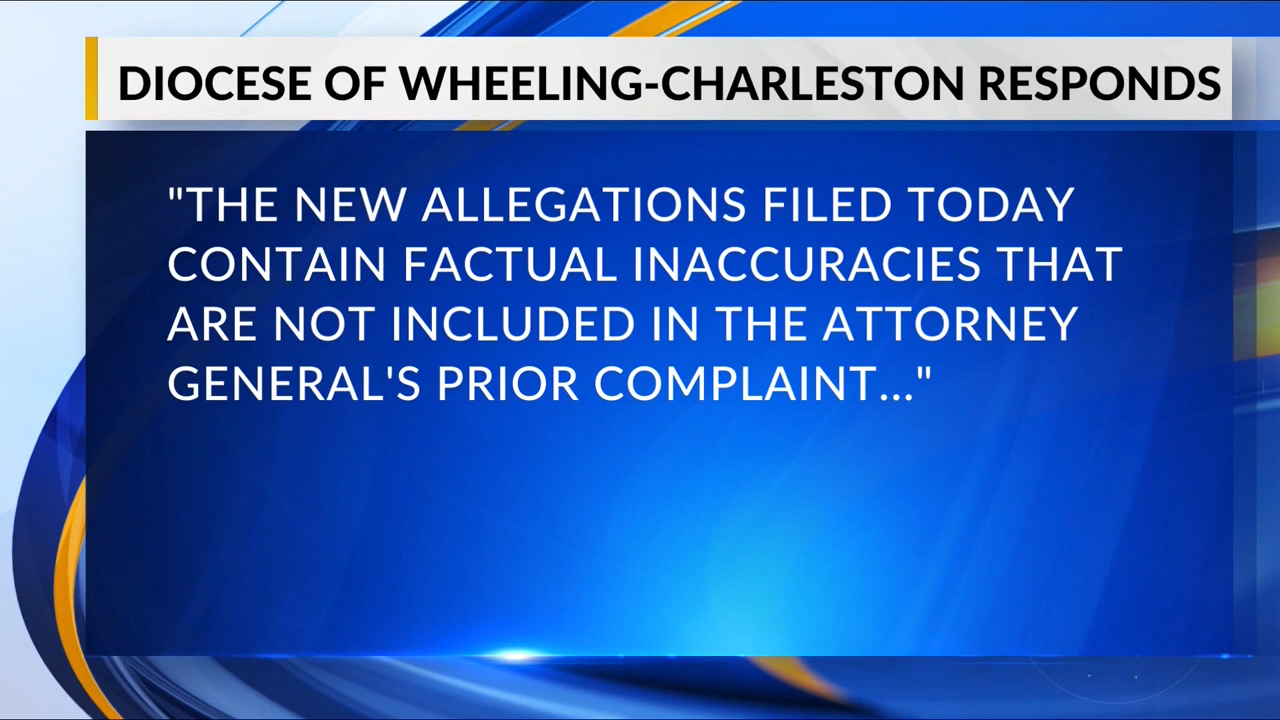 DIOCESE OF WHEELING-CHARLESTON RESPONDS
"THE NEW ALLEGATIONS FILED TODAY
CONTAIN FACTUAL INACCURACIES THAT
ARE NOT INCLUDED IN THE ATTORNEY
GENERAL'S PRIOR COMPLAINT..."